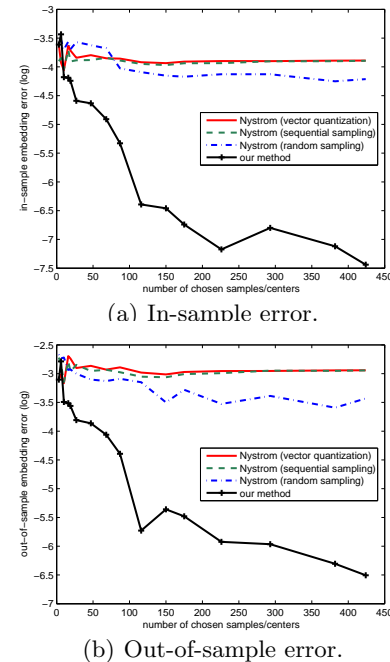 -3
-3.5
-4
-4.5
-5
-5.5
-6
-6.5
-7
-7.5
in-sample embedding error (log)
Nystrom (vector quantization)
Nystrom (sequential sampling)
Nystrom (random sampling)
our method
0 50 100 150 200 250 300 350 400 450
number of chosen samples/centers
(a) In-sample error.
-2.5
-3
-3.5
-4
-4.5
-5
-5.5
-6
-6.5
-7
out-of-sample embedding error (log)
Nystrom (vector quantization)
Nystrom (sequential sampling)
Nystrom (random sampling)
our method
0 50 100 150 200 250 300 350 400 450
number of chosen samples/centers
(b) Out-of-sample error.